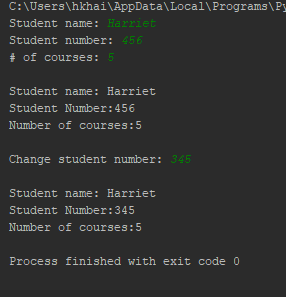 C:\Users\hkhai\AppData\Local\Programs\Py
Student name: Harriet
Student number: 456
# of courses: 5
Student name: Harriet
Student Number:456
Number of courses:5
Change student number: 345
Student name: Harriet
Student Number:345
Number of courses:5
Process finished with exit code 0